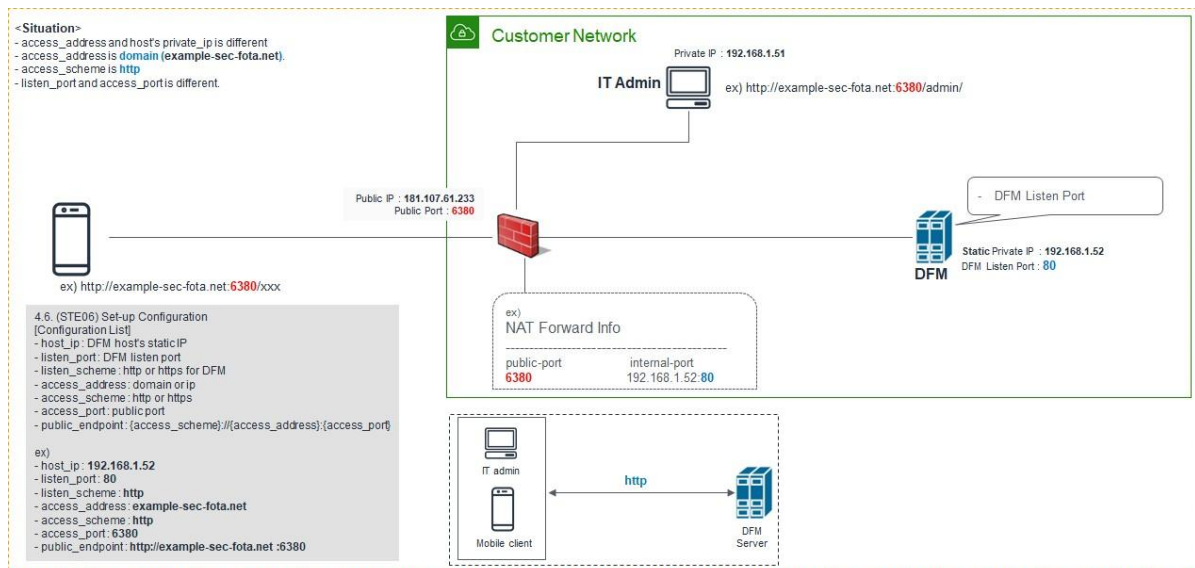 <Situation>
- access_address and host's private_ip is different
- access_address is domain (example-sec-fota.net).
- access_scheme is http
- listen_port and access_port is different.
Customer Network
Private IP : 192.168.1.51
IT Admin
ex) http://example-sec-fota.net:6380/admin/
Public IP : 181.107.61.233
Public Port : 6380
- DFM Listen Port
Static Private IP : 192.168.1.52
DFM Listen Port : 80
DFM
ex) http://example-sec-fota.net:6380/xxx
ex)
NAT Forward Info
public-port internal-port
6380 192.168.1.52:80
4.6. (STE06) Set-up Configuration
[Configuration List]
- host_ip : DFM host's static IP
- listen_port : DFM listen port
- listen_scheme : http or https for DFM
- access_address : domain or ip
- access_scheme : http or https
- access_port : public port
- public_endpoint : {access_scheme}://{access_address}:{access_port}
ex)
- host_ip : 192.168.1.52
- listen_port : 80
- listen_scheme : http
- access_address : example-sec-fota.net
- access_scheme : http
- access_port : 6380
- public_endpoint : http://example-sec-fota.net :6380
IT admin
http
Mobile client
DFM
Server